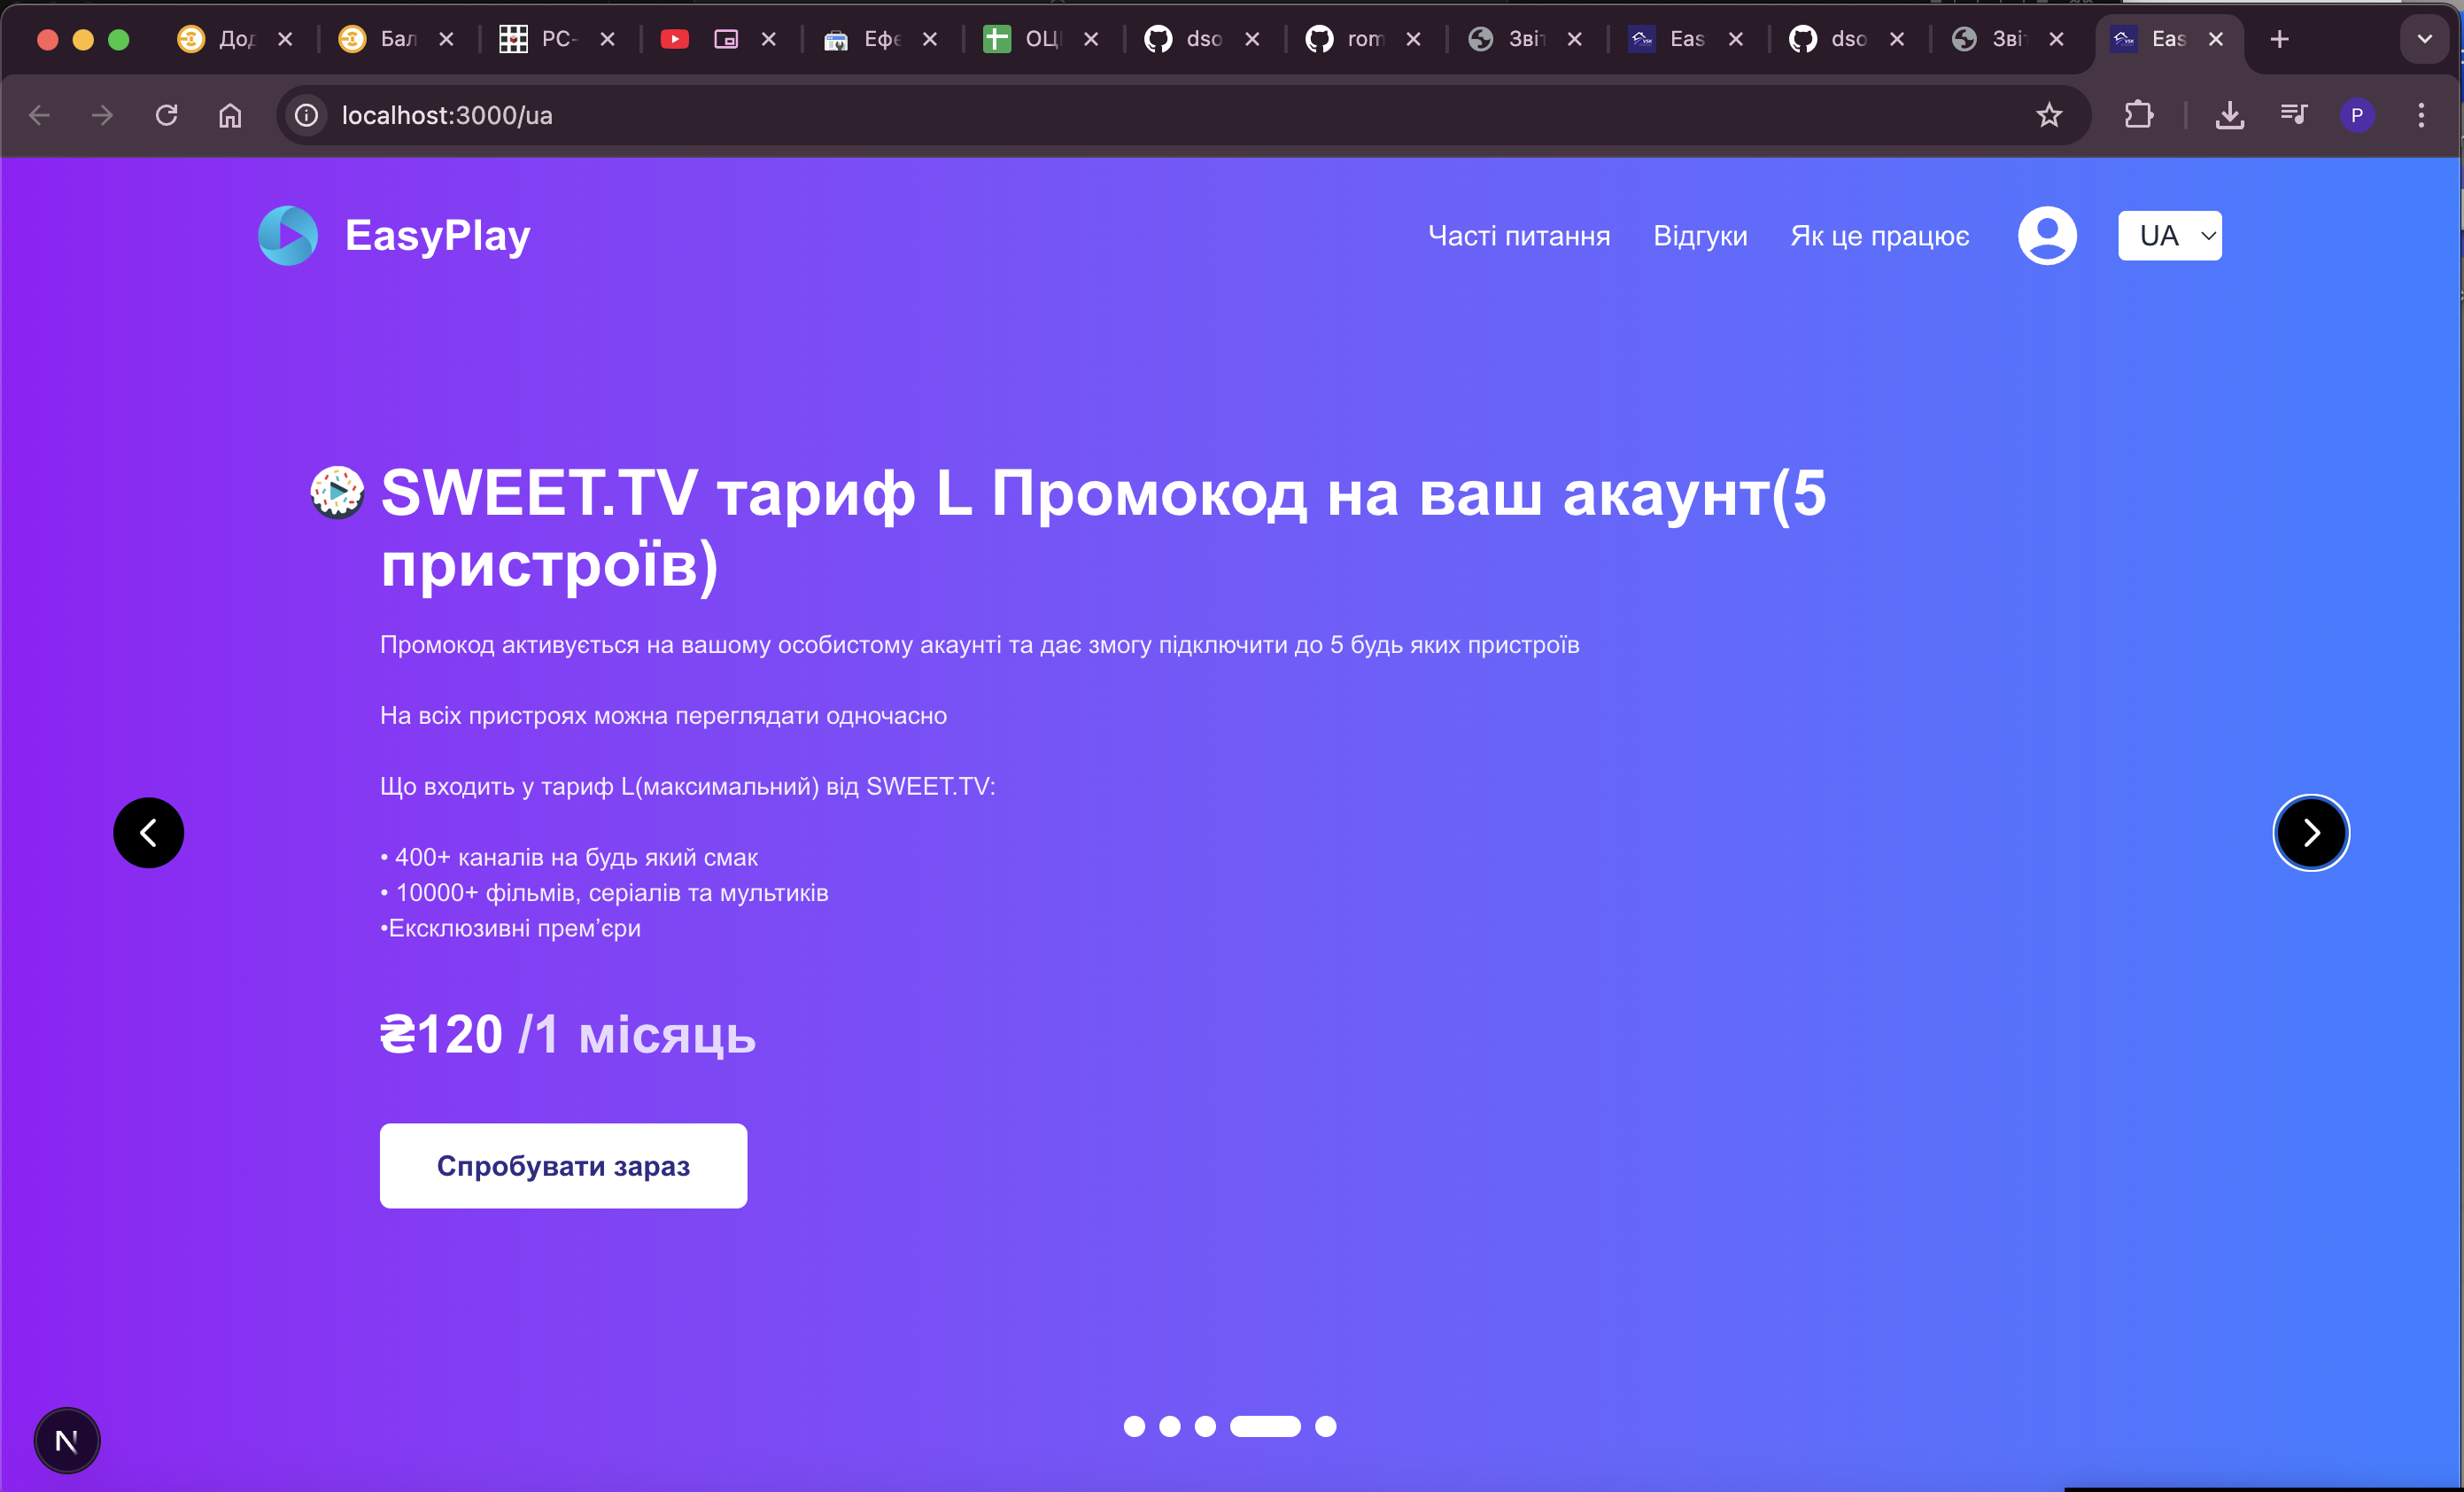 Дод
Бал
РС-
Ефе
ОЦІ
dso
rom
Звіт
Eas
dso
Звіт
Eas
localhost:3000/ua
P
EasyPlay
Часті питання
Відгуки
Як це працює
UA
SWEET.TV тариф L Промокод на ваш акаунт(5
пристроїв)
Промокод активується на вашому особистому акаунті та дає змогу підключити до 5 будь яких пристроїв
На всіх пристроях можна переглядати одночасно
Що входить у тариф L(максимальний) від SWEET.TV:
• 400+ каналів на будь який смак
• 10000+ фільмів, серіалів та мультиків
•Ексклюзивні прем’єри
₴120 /1 місяць
Спробувати зараз
N